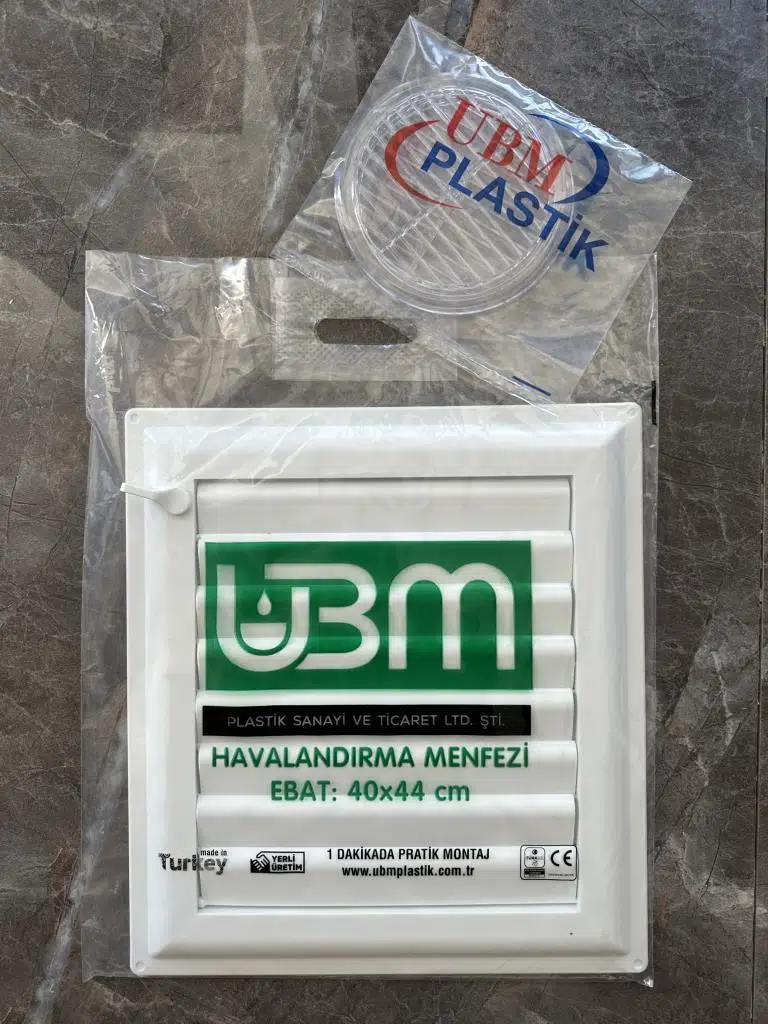 UBM
PLASTİK
UBM
PLASTİK SANAYİ VE TİCARET LTD. ŞTİ.
HAVALANDIRMA MENFEZİ
EBAT: 40x44 cm
made in
Turkey
YERLİ
ÜRETİM
1 DAKİKADA PRATİK MONTAJ
www.ubmplastik.com.tr
CE